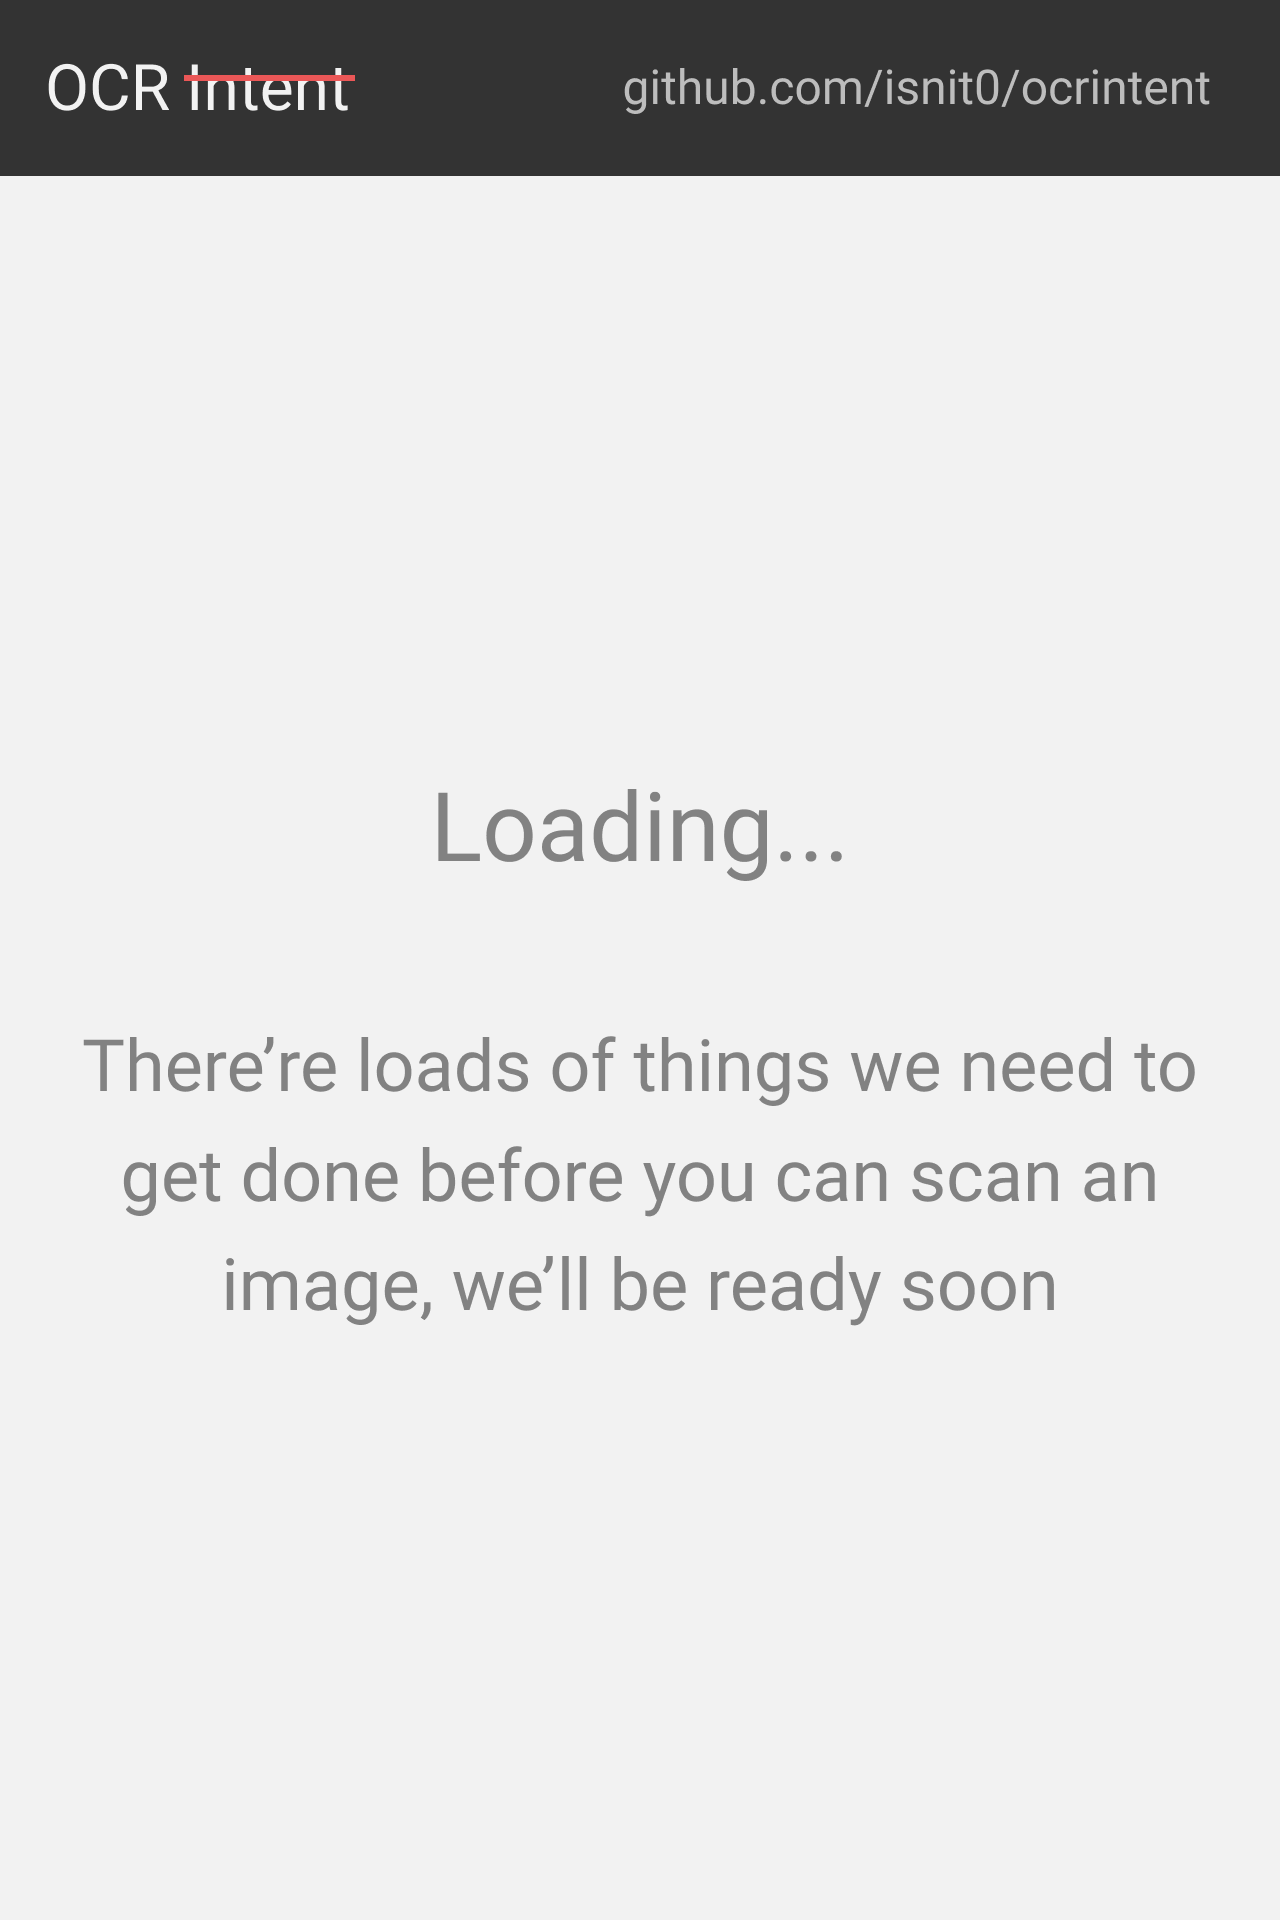 OCR Intent
github.com/isnit0/ocrintent
Loading...
There’re loads of things we need to
get done before you can scan an
image, we’ll be ready soon